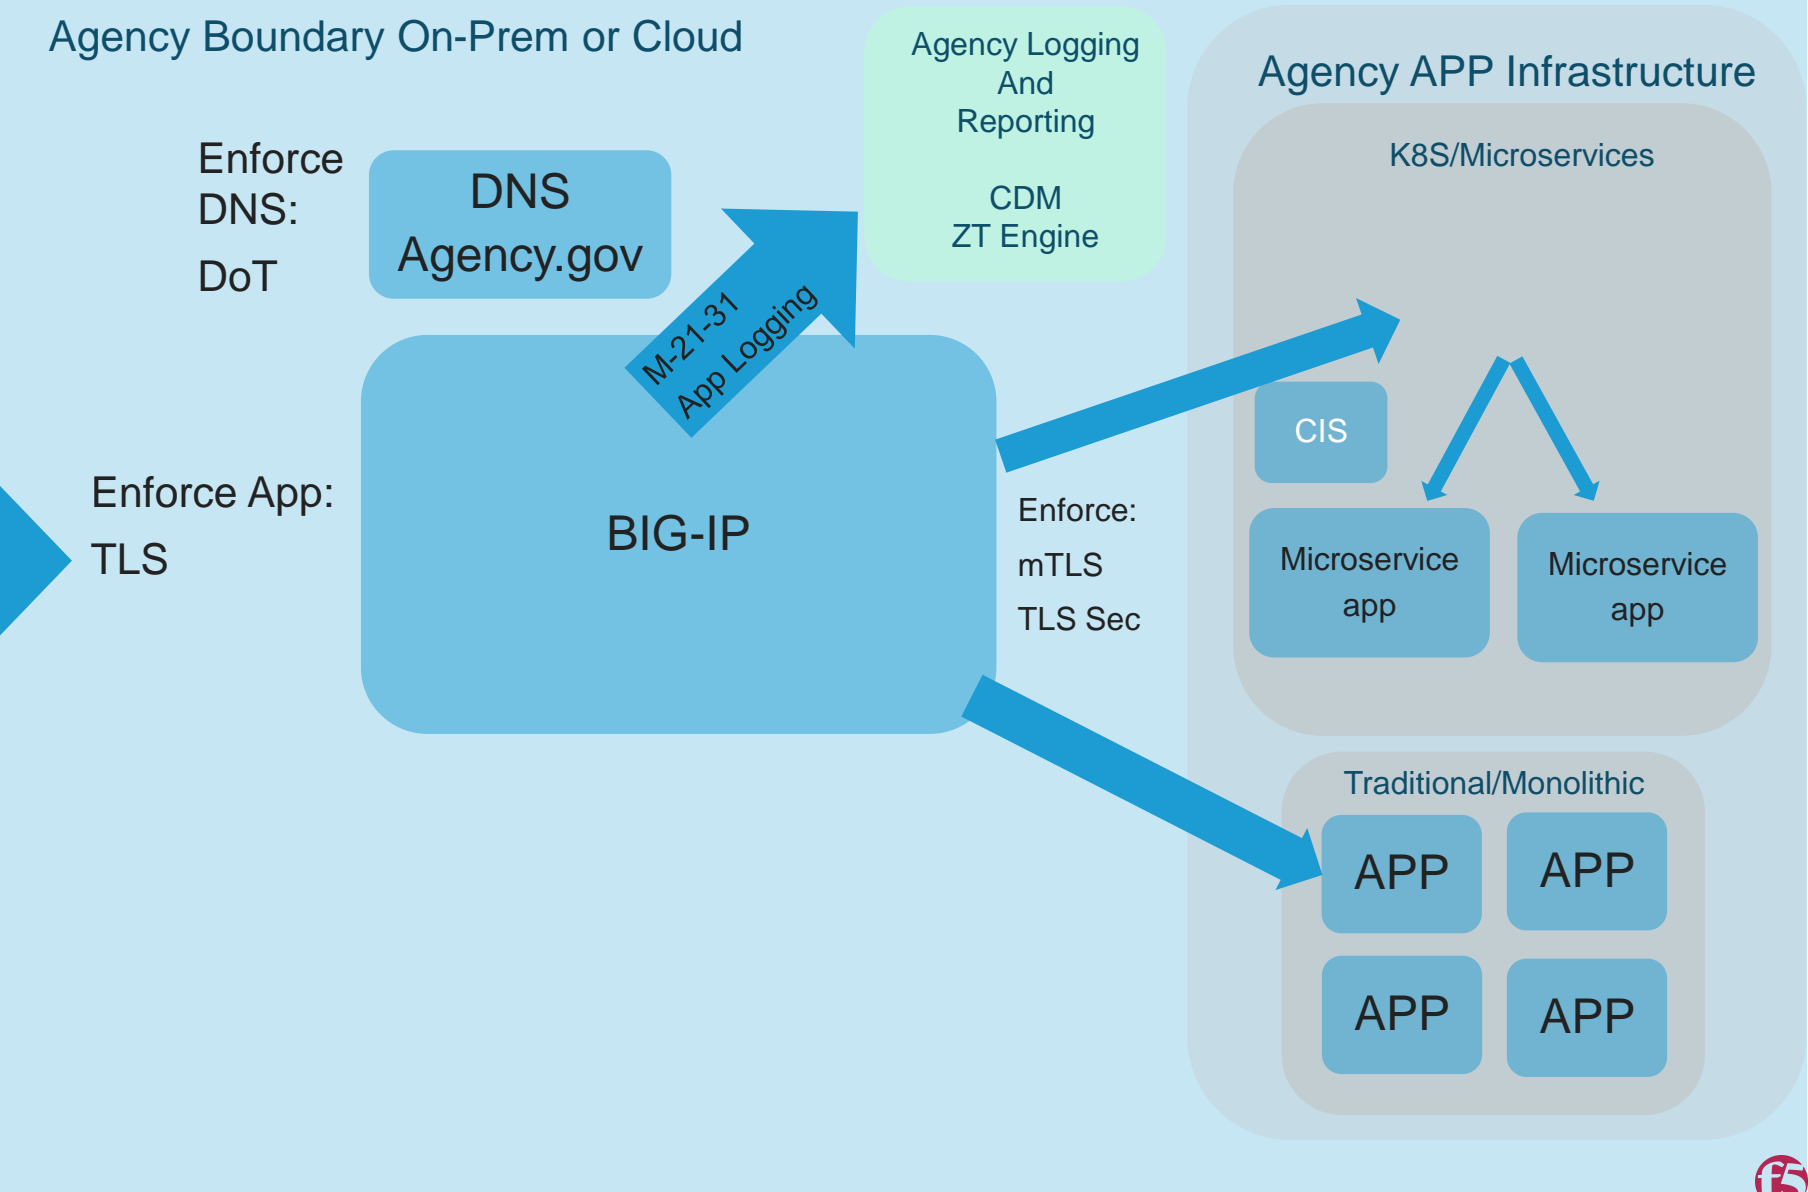 Agency Boundary On-Prem or Cloud
Enforce
DNS:
DoT
DNS
Agency.gov
M-21-31
App Logging
Agency Logging
And
Reporting
CDM
ZT Engine
Enforce App:
TLS
BIG-IP
Enforce:
mTLS
TLS Sec
Agency APP Infrastructure
K8S/Microservices
CIS
Microservice
app
Microservice
app
Traditional/Monolithic
APP
APP
APP
APP
f5